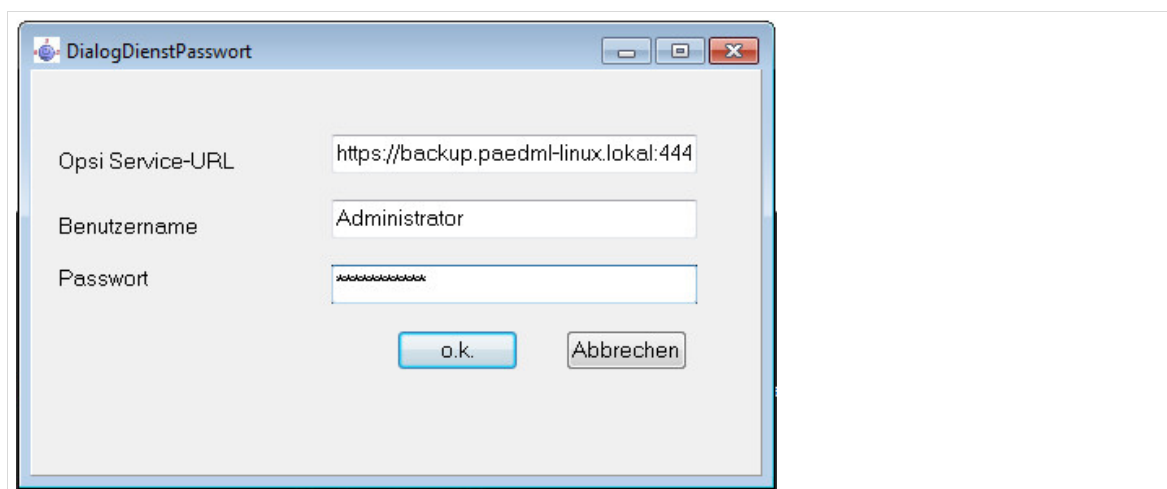 DialogDienstPasswort
Opsi Service-URL https://backup.paedml-linux.lokal:444
Benutzername Administrator
Passwort ************
o.k. Abbrechen